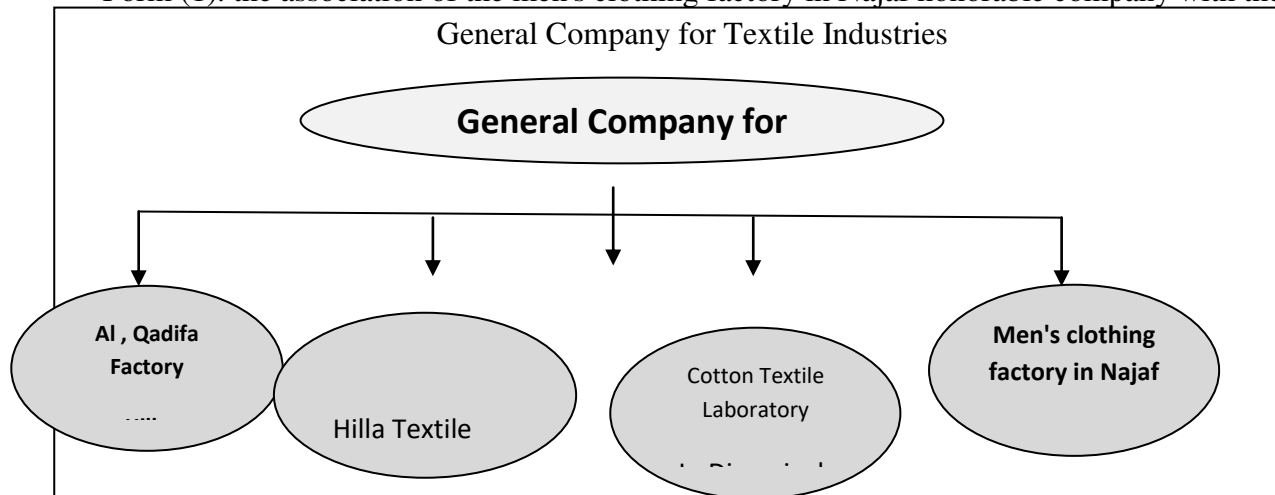 General Company for Textile Industries
General Company for
Al , Qadifa
Factory
Hilla Textile
Cotton Textile
Laboratory
Men's clothing
factory in Najaf